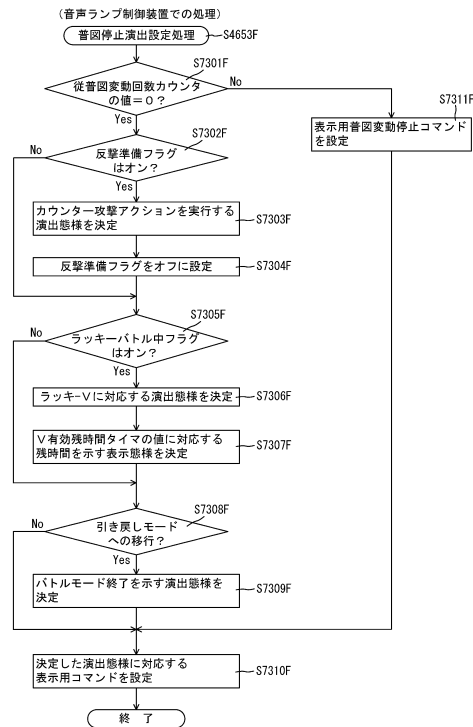 (音声ランプ制御装置での処理)
普図停止演出設定処理
S4653F
S7301F
従普図変動回数カウンタ
の値=0?
No
Yes
S7311F
表示用普図変動停止コマンド
を設定
S7302F
反撃準備フラグ
はオン?
No
Yes
カウンター攻撃アクションを実行する
演出態様を決定
S7303F
反撃準備フラグをオフに設定
S7304F
S7305F
ラッキーバトル中フラグ
はオン?
No
Yes
ラッキ-Vに対応する演出態様を決定
S7306F
V有効残時間タイマの値に対応する
残時間を示す表示態様を決定
S7307F
S7308F
引き戻しモード
への移行?
No
Yes
バトルモード終了を示す演出態様を
決定
S7309F
決定した演出態様に対応する
表示用コマンドを設定
S7310F
終 了